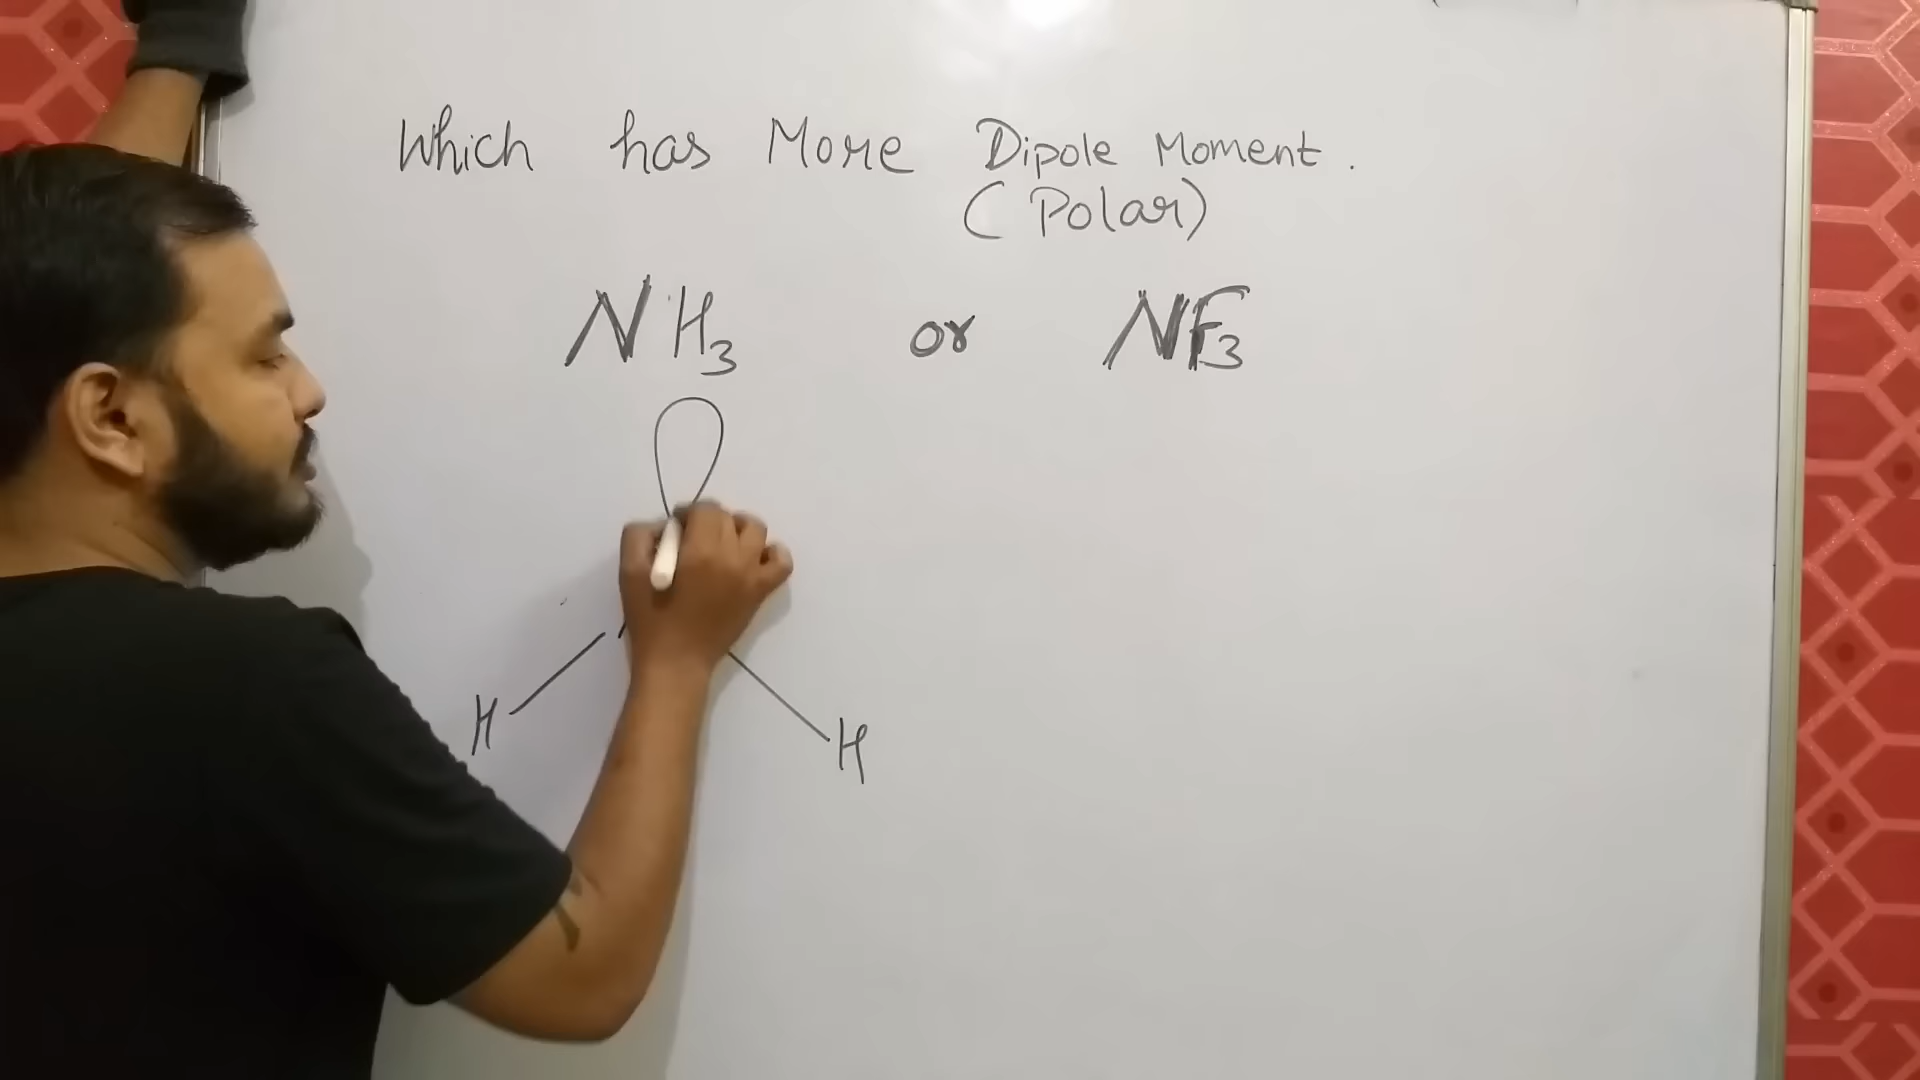 Which has More Dipole Moment.
(Polar)
NH3 or NF3
H
H